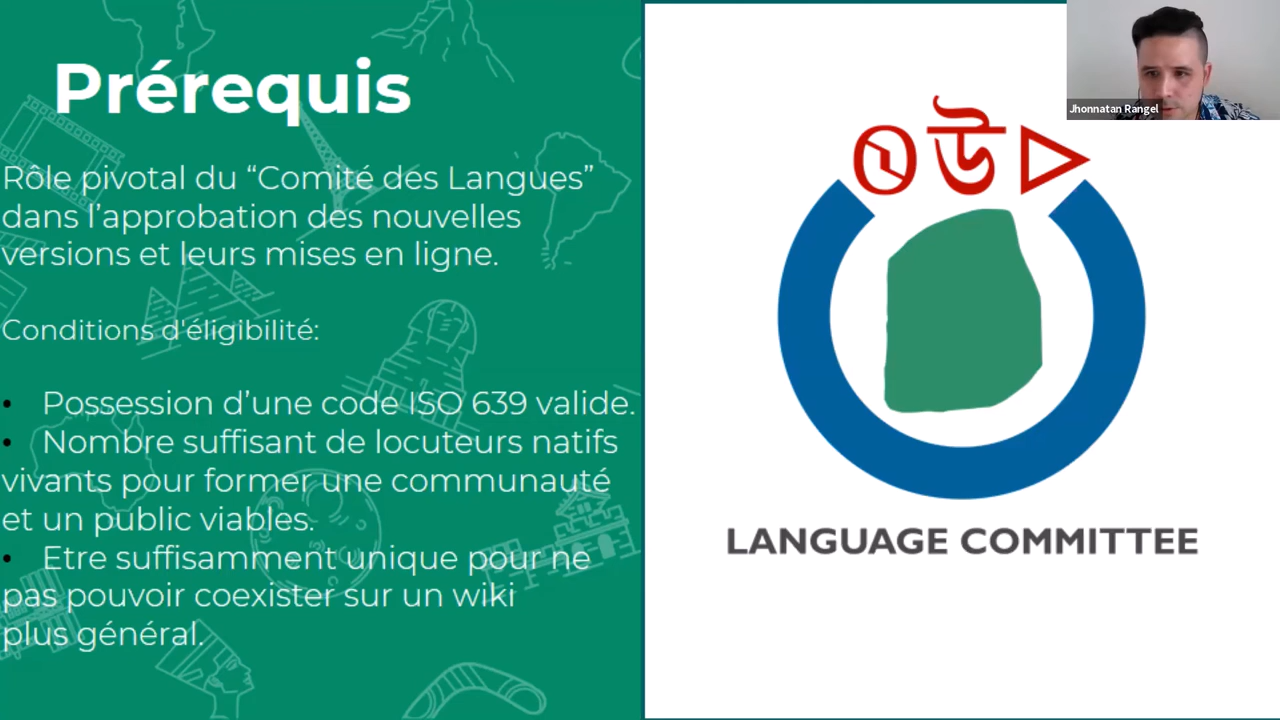 Prérequis
Rôle pivotal du “Comité des Langues”
dans l’approbation des nouvelles
versions et leurs mises en ligne.
Conditions d'éligibilité:
• Possession d’une code ISO 639 valide.
• Nombre suffisant de locuteurs natifs
vivants pour former une communauté
et un public viables.
• Etre suffisamment unique pour ne
pas pouvoir coexister sur un wiki
plus général.
Jhonnatan Rangel
LANGUAGE COMMITTEE